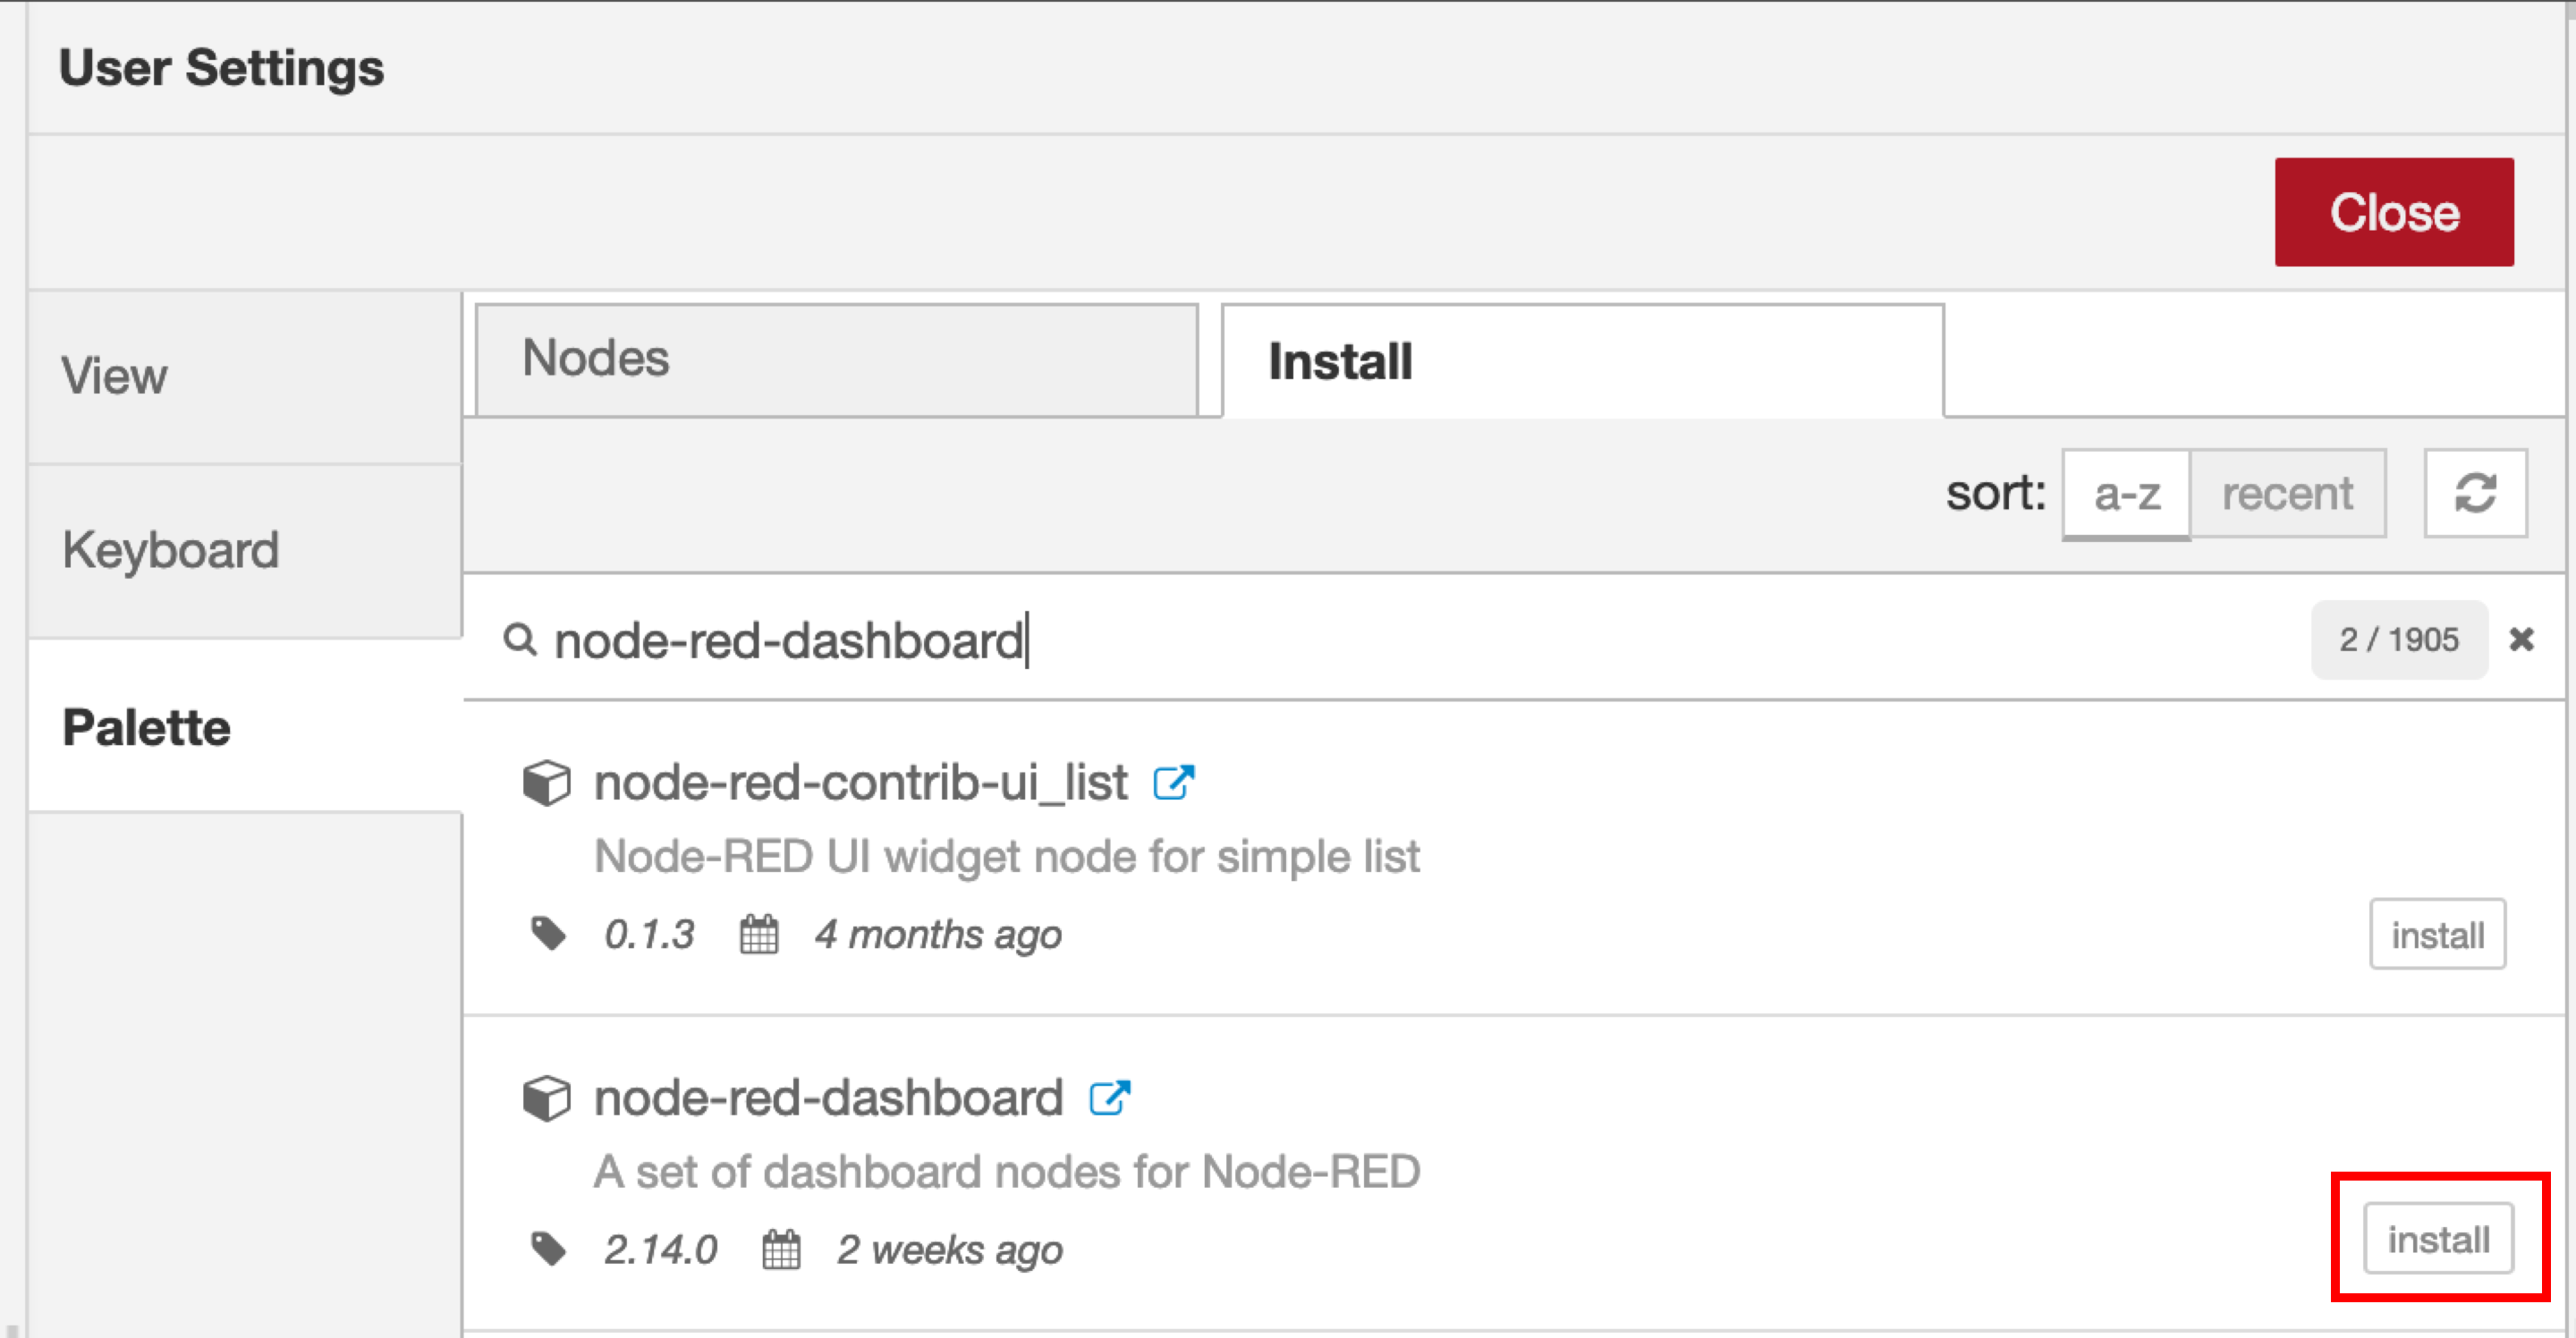 User Settings
Close
View
Keyboard
Palette
Nodes
Install
sort: a-z recent
node-red-dashboard
2 / 1905
node-red-contrib-ui_list
Node-RED UI widget node for simple list
0.1.3 4 months ago
install
node-red-dashboard
A set of dashboard nodes for Node-RED
2.14.0 2 weeks ago
install